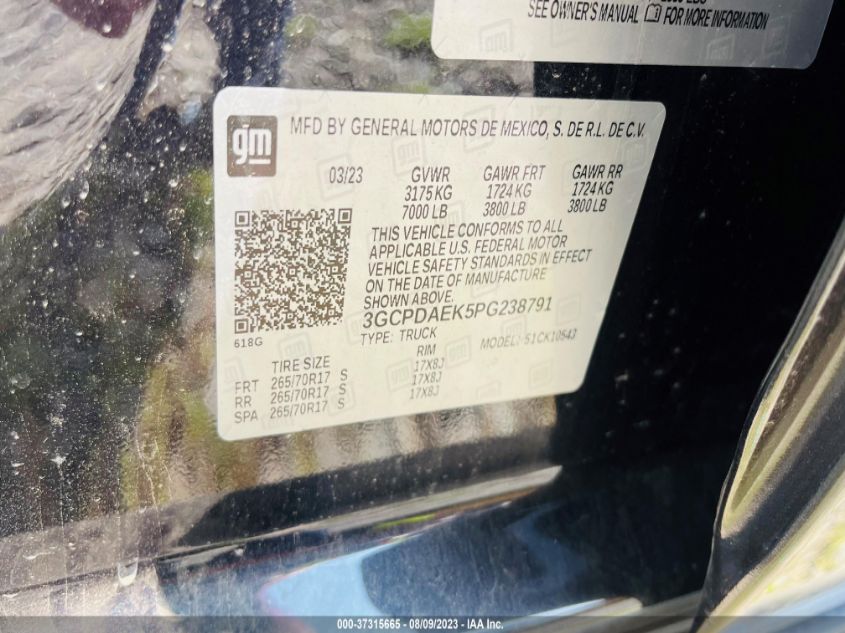 SEE OWNER'S MANUAL FOR MORE INFORMATION
gm
MFD BY GENERAL MOTORS DE MEXICO, S. DE R.L. DE C.V.
03/23 GVWR GAWR FRT GAWR RR
3175 KG 1724 KG 1724 KG
7000 LB 3800 LB 3800 LB
THIS VEHICLE CONFORMS TO ALL
APPLICABLE U.S. FEDERAL MOTOR
VEHICLE SAFETY STANDARDS IN EFFECT
ON THE DATE OF MANUFACTURE
SHOWN ABOVE.
3GCPDAEK5PG238791
618G
TYPE: TRUCK MODEL: 51CK10543
TIRE SIZE RIM
FRT 265/70R17 S 17X8J
RR 265/70R17 S 17X8J
SPA 265/70R17 S 17X8J
000-37315665 - 08/09/2023 - IAA Inc.